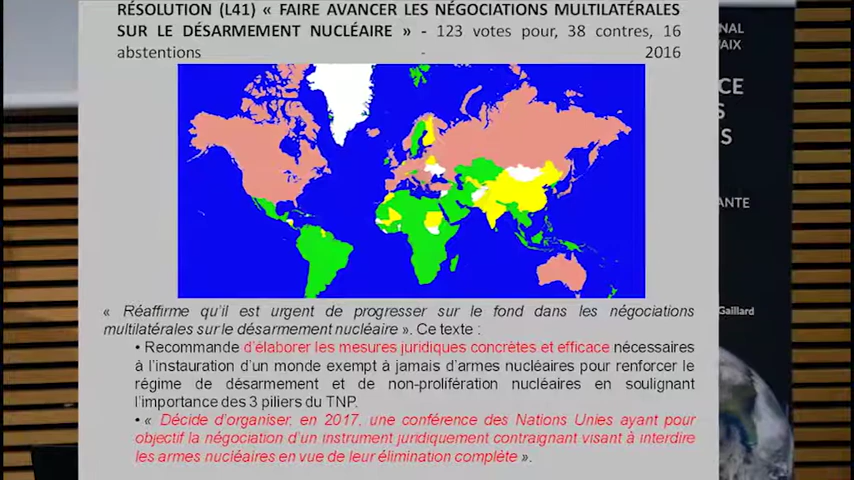 RÉSOLUTION (L41) « FAIRE AVANCER LES NÉGOCIATIONS MULTILATÉRALES
SUR LE DÉSARMEMENT NUCLÉAIRE » - 123 votes pour, 38 contres, 16
abstentions - 2016
« Réaffirme qu'il est urgent de progresser sur le fond dans les négociations
multilatérales sur le désarmement nucléaire ». Ce texte :
• Recommande d'élaborer les mesures juridiques concrètes et efficace nécessaires
à l'instauration d'un monde exempt à jamais d'armes nucléaires pour renforcer le
régime de désarmement et de non-prolifération nucléaires en soulignant
l'importance des 3 piliers du TNP.
• « Décide d'organiser, en 2017, une conférence des Nations Unies ayant pour
objectif la négociation d'un instrument juridiquement contraignant visant à interdire
les armes nucléaires en vue de leur élimination complète ».
Gaillard